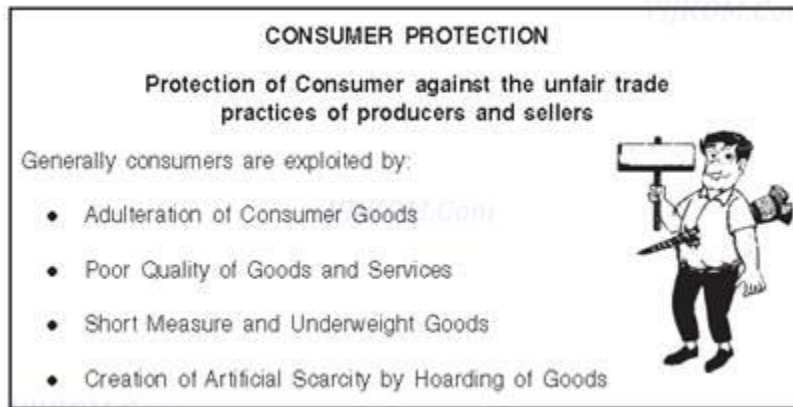 CONSUMER PROTECTION
Protection of Consumer against the unfair trade
practices of producers and sellers
Generally consumers are exploited by:
• Adulteration of Consumer Goods
• Poor Quality of Goods and Services
• Short Measure and Underweight Goods
• Creation of Artificial Scarcity by Hoarding of Goods